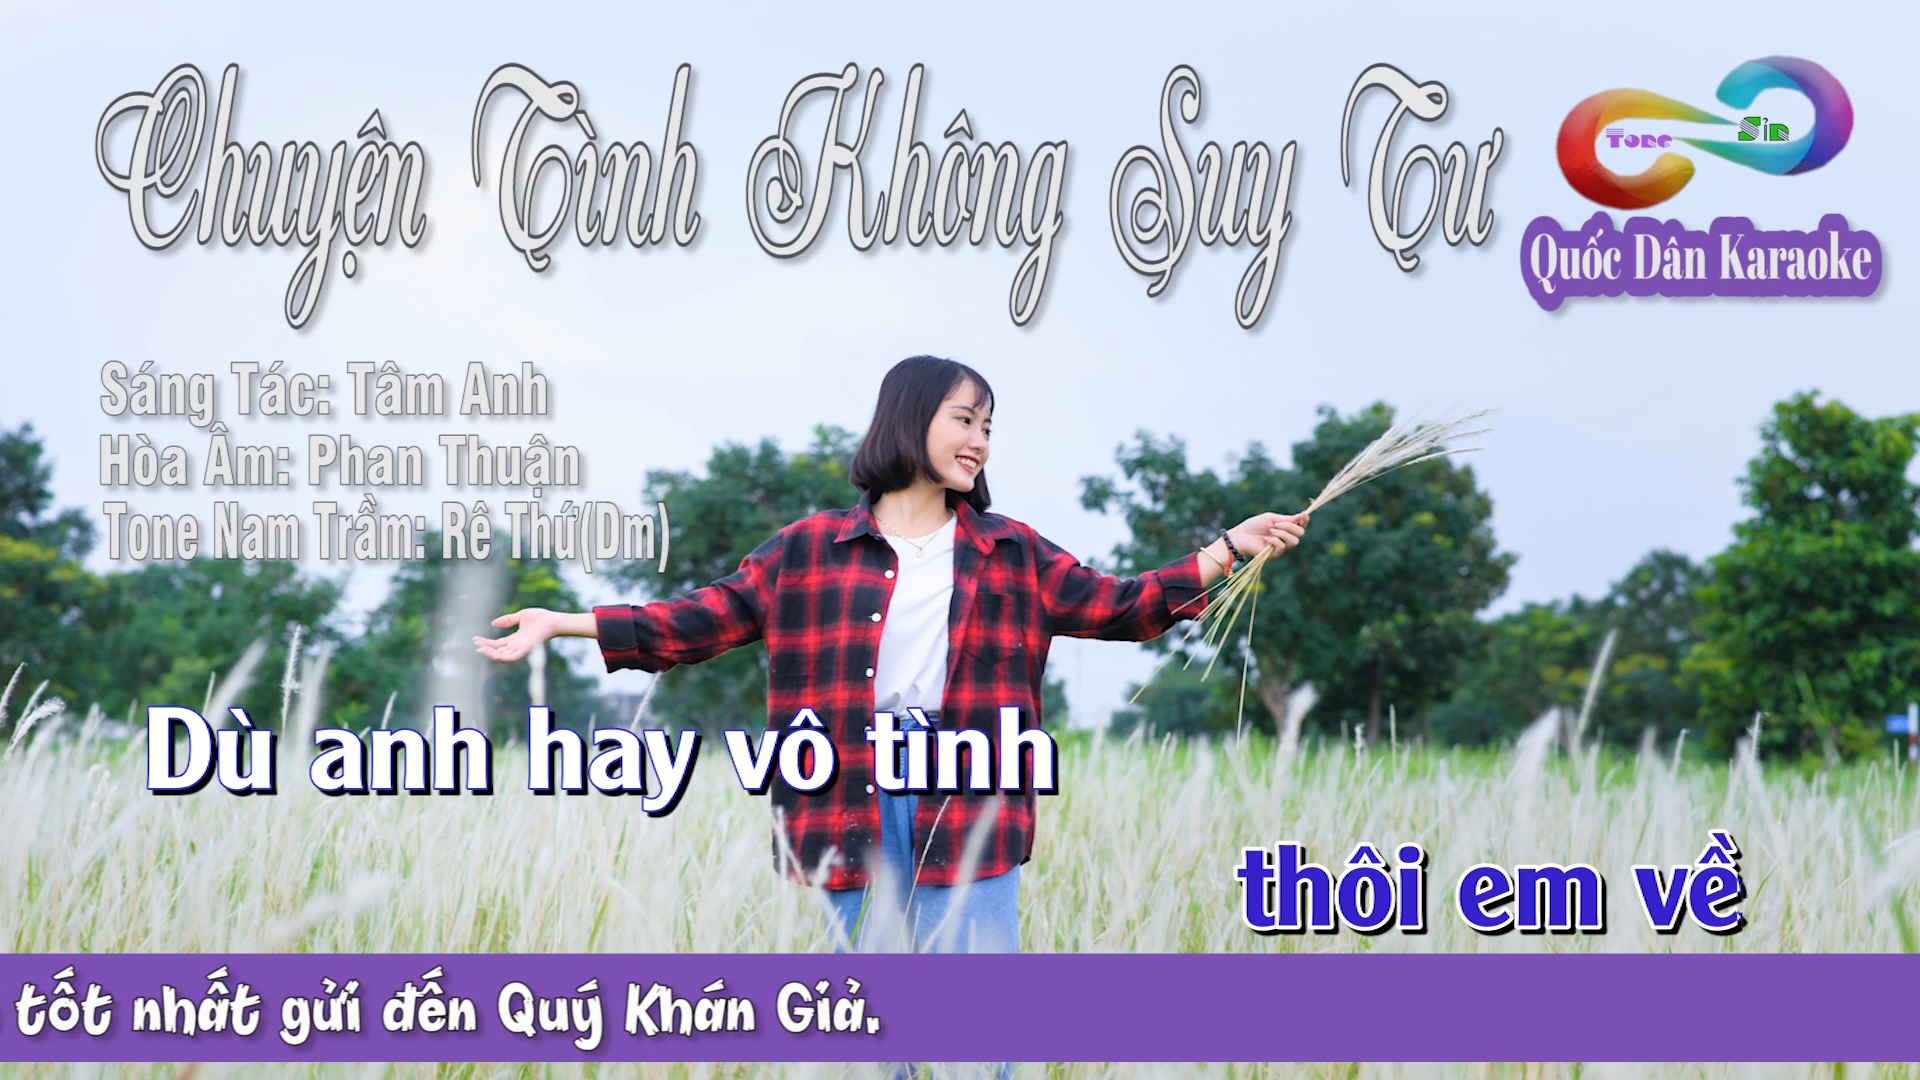 Chuyện Tình Không Suy Tư
Tone Sỉn
Quốc Dân Karaoke
Sáng Tác: Tâm Anh
Hòa Âm: Phan Thuận
Tone Nam Trầm: Rê Thứ(Dm)
Dù anh hay vô tình
thôi em về
tốt nhất gửi đến Quý Khán Giả.